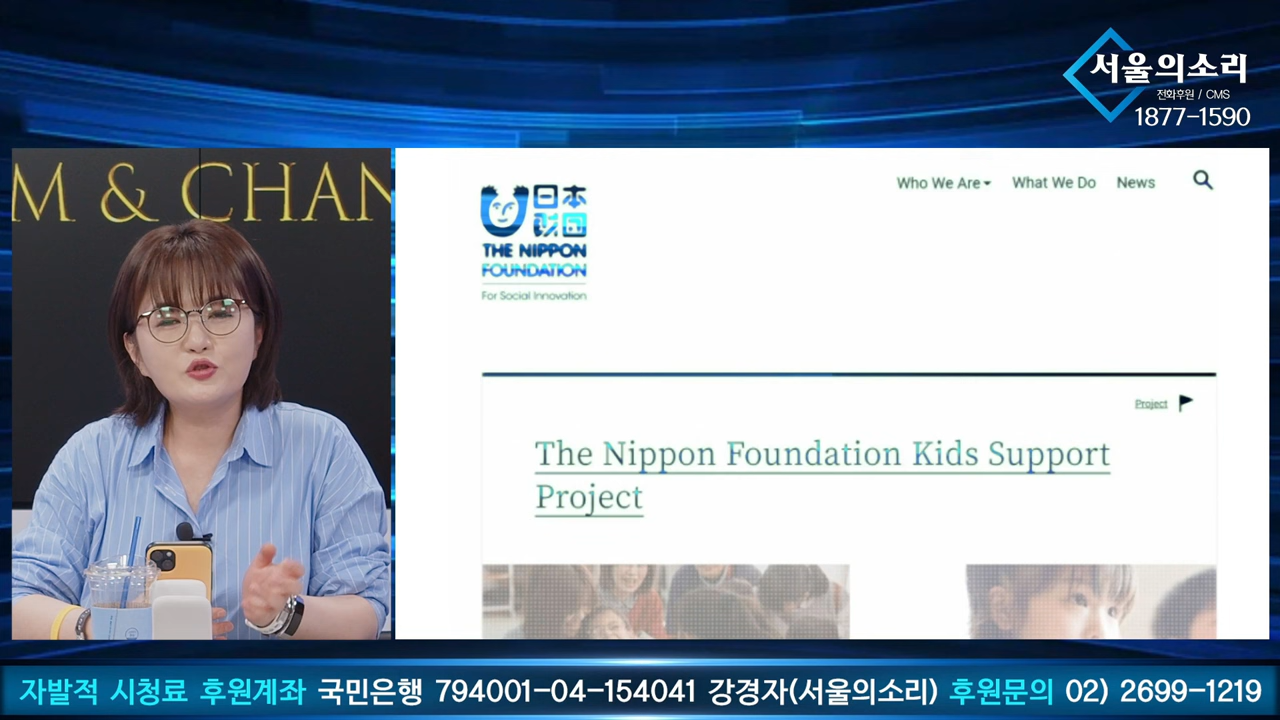 서울의소리
전화후원 / CMS
1877-1590
M & CHAN
Who We Are
What We Do
News
日本
財団
THE NIPPON
FOUNDATION
For Social Innovation
Project
The Nippon Foundation Kids Support
Project
자발적 시청료 후원계좌 국민은행 794001-04-154041 강경자(서울의소리) 후원문의 02) 2699-1219